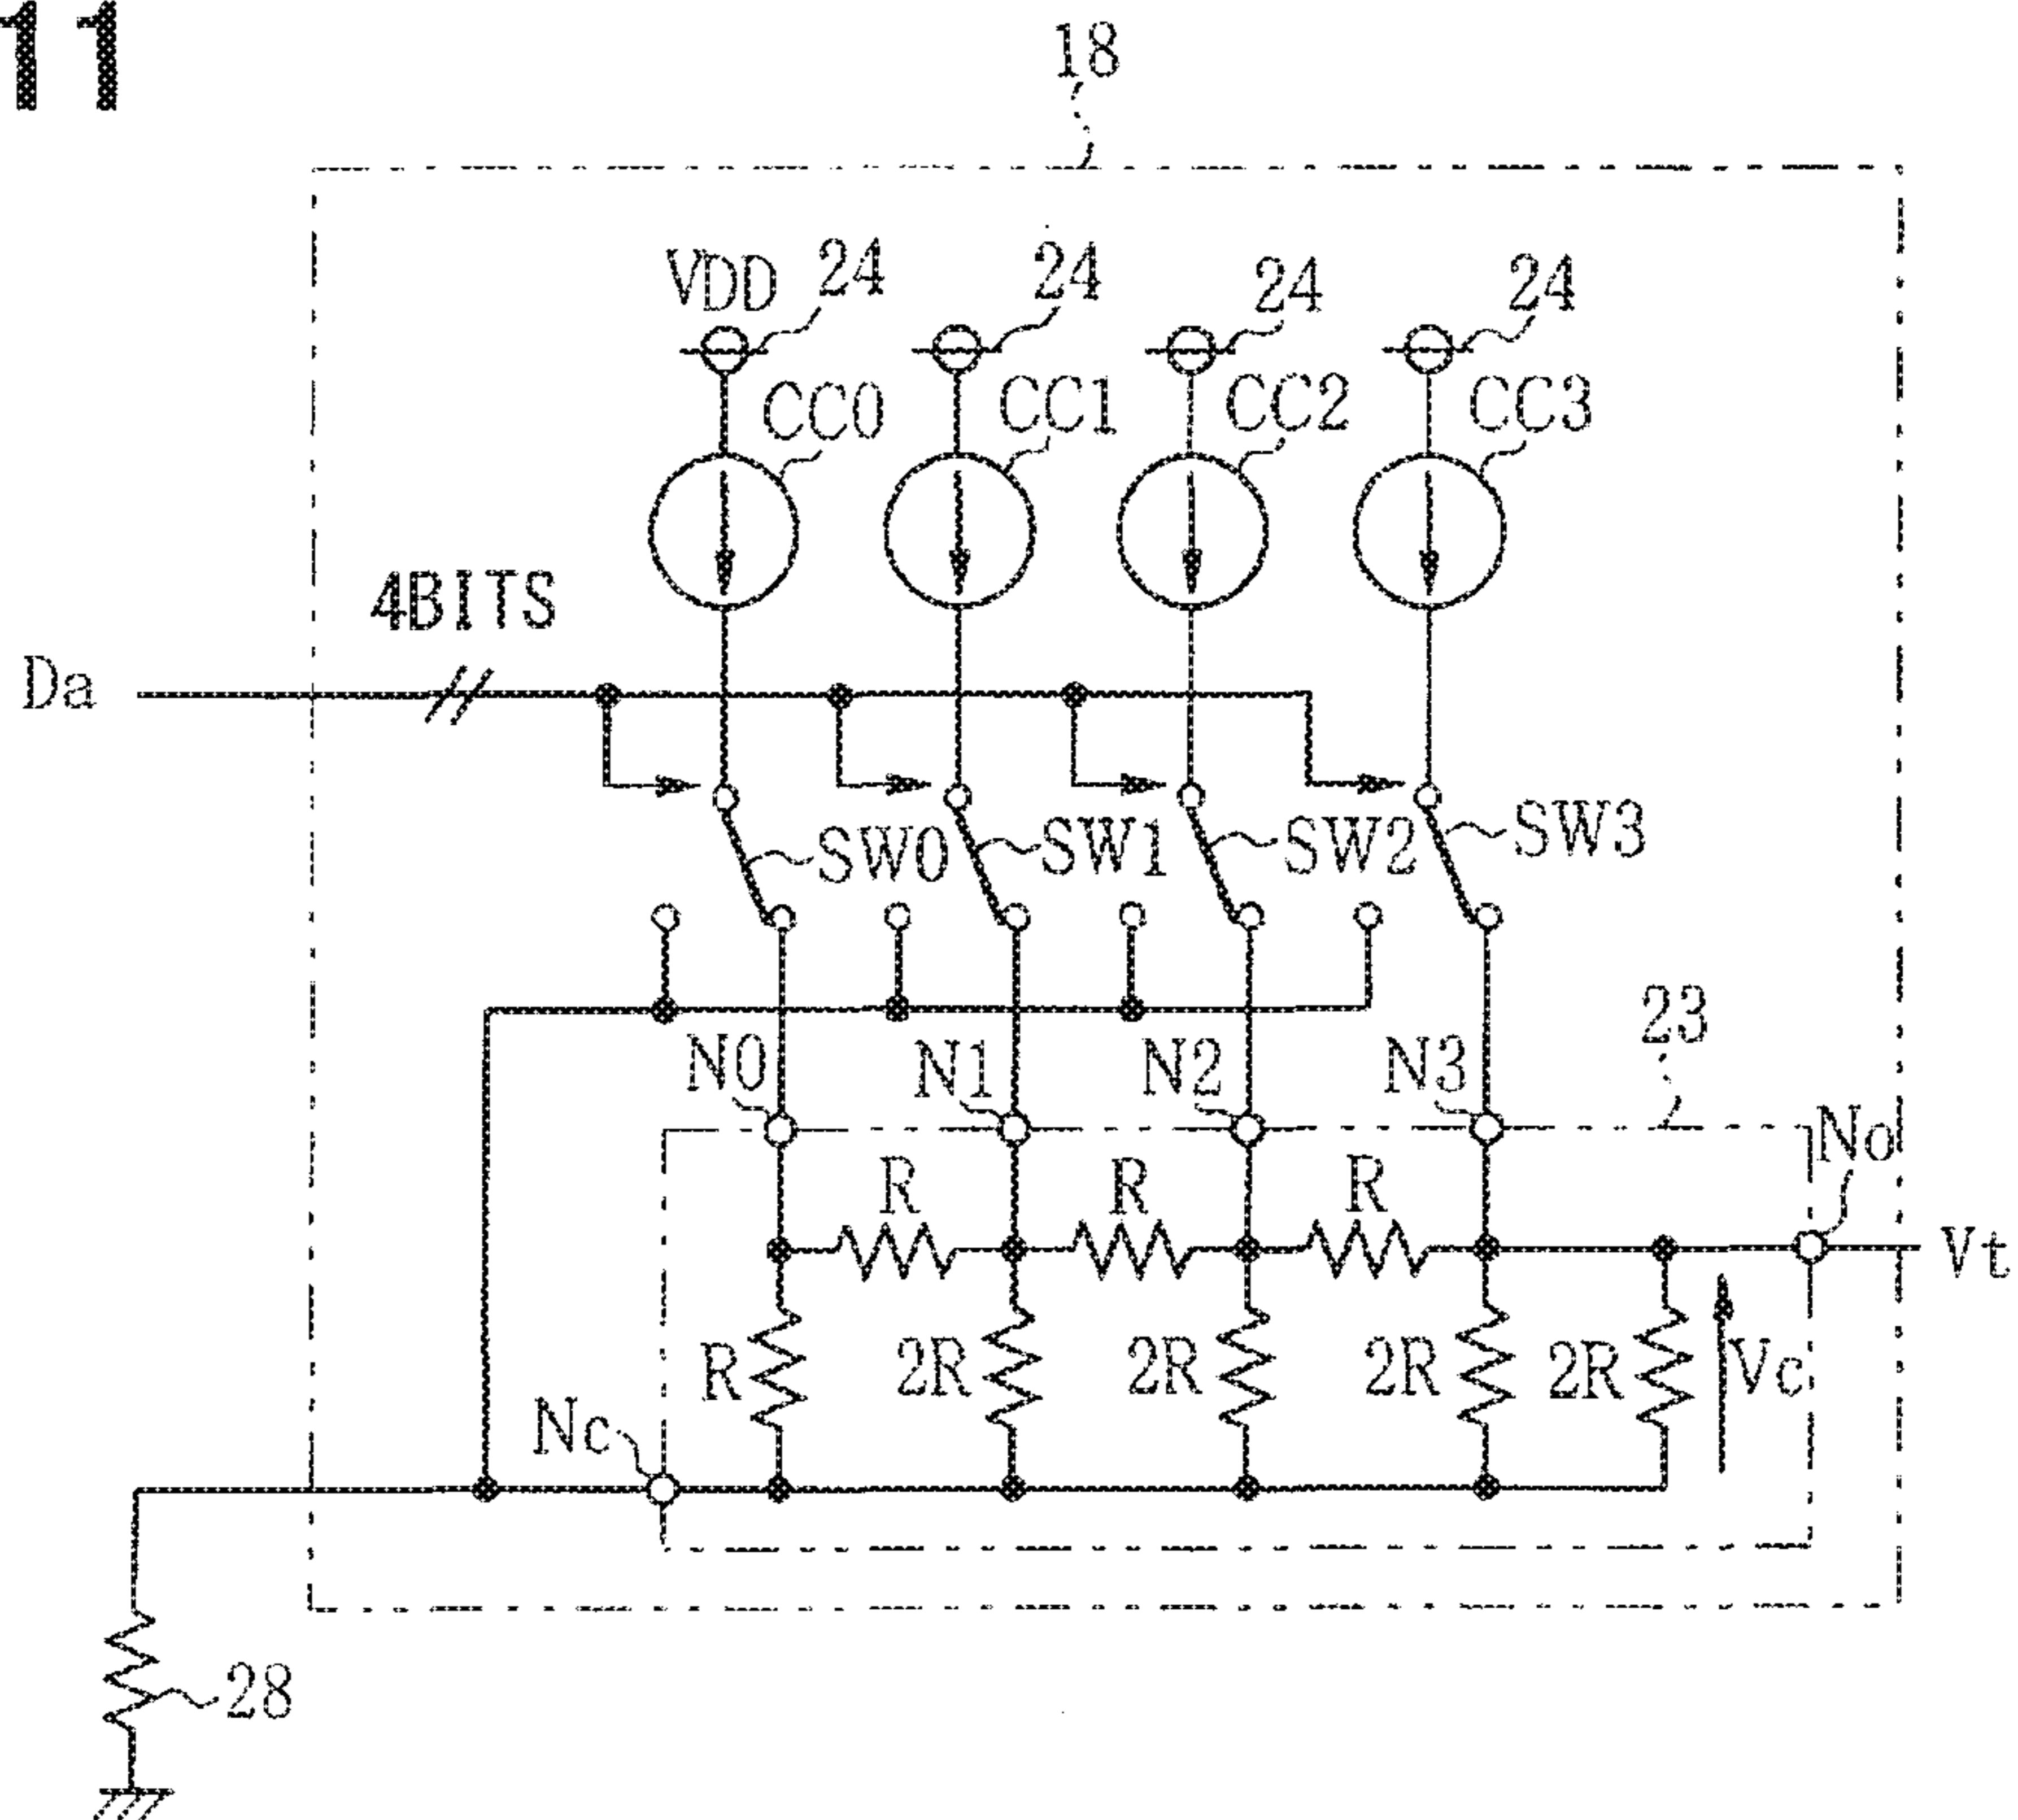 11
18
VDD 24 24 24 24
CC0 CC1 CC2 CC3
4BITS
Da
SW0 SW1 SW2 SW3
23
N0 N1 N2 N3
No
R R R
Vt
R 2R 2R 2R 2R Vc
Nc
28